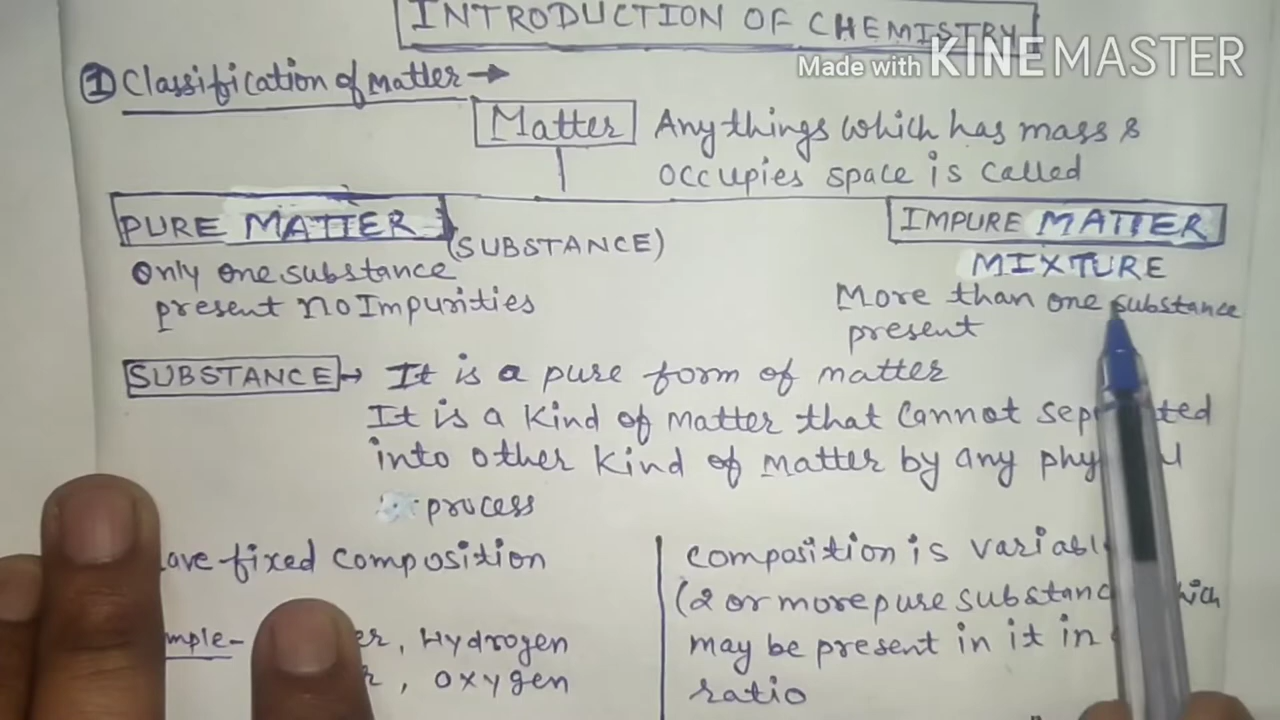 INTRODUCTION OF CHEMISTRY
Made with KINEMASTER
① Classification of Matter →
Matter Any things which has mass &
occupies space is called
PURE MATTER
(SUBSTANCE)
Only one substance
present no Impurities
IMPURE MATTER
MIXTURE
More than one substance
present
SUBSTANCE → It is a pure form of matter
It is a kind of matter that cannot
into other kind of matter by any
process
fixed composition
, Hydrogen
, oxygen
composition is
(2 or more pure
may be present in it in
ratio